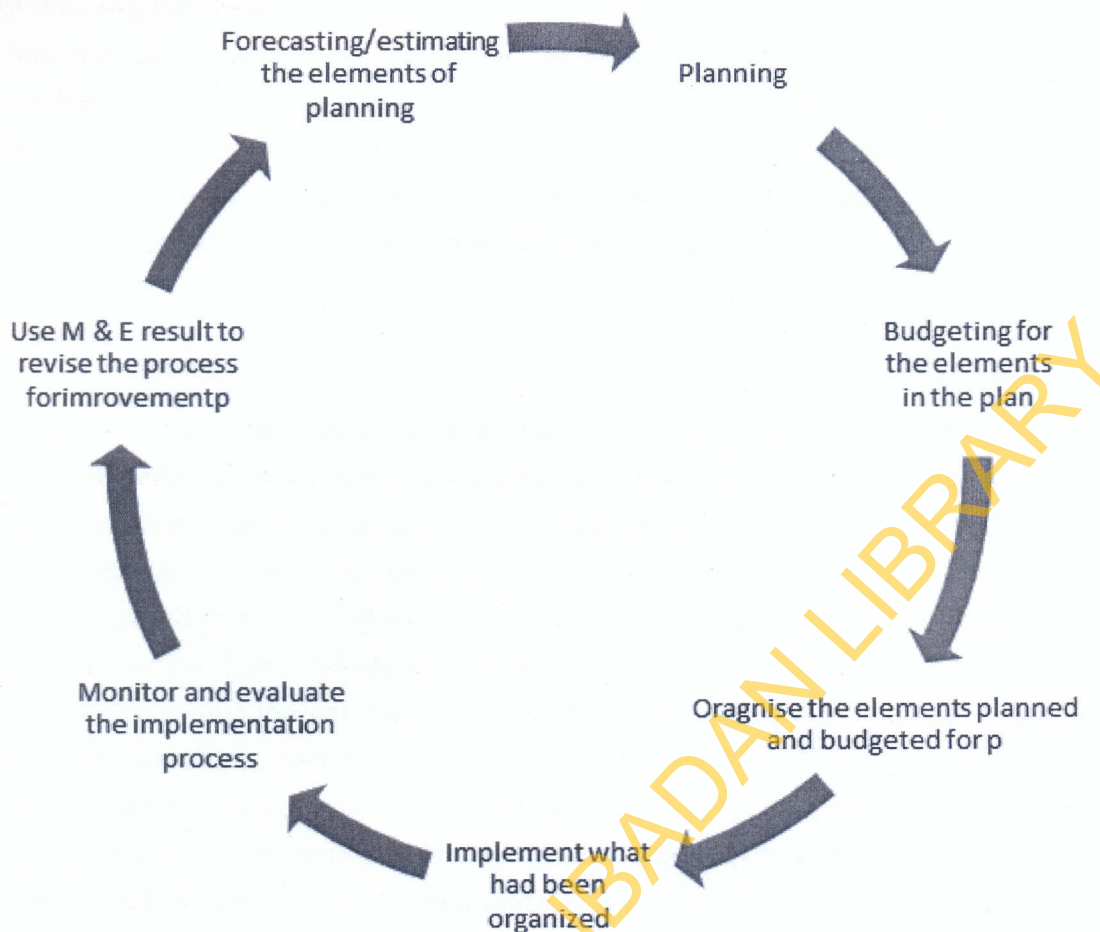 Forecasting/estimating
the elements of
planning
Planning
Budgeting for
the elements
in the plan
Oragnise the elements planned
and budgeted for p
Implement what
had been
organized
Monitor and evaluate
the implementation
process
Use M & E result to
revise the process
forimrovementp
IBADAN LIBRARY